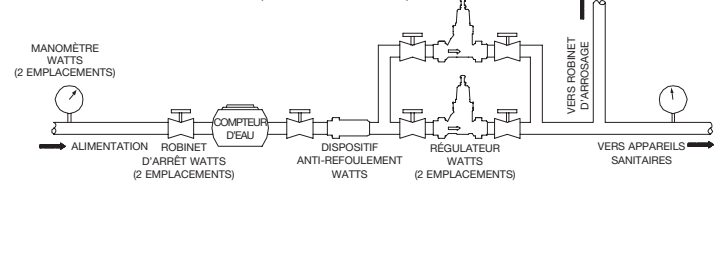 MANOMÈTRE
WATTS
(2 EMPLACEMENTS)
VERS ROBINET
D'ARROSAGE
COMPTEUR
D'EAU
ALIMENTATION
ROBINET
D'ARRÊT WATTS
(2 EMPLACEMENTS)
DISPOSITIF
ANTI-REFOULEMENT
WATTS
RÉGULATEUR
WATTS
(2 EMPLACEMENTS)
VERS APPAREILS
SANITAIRES